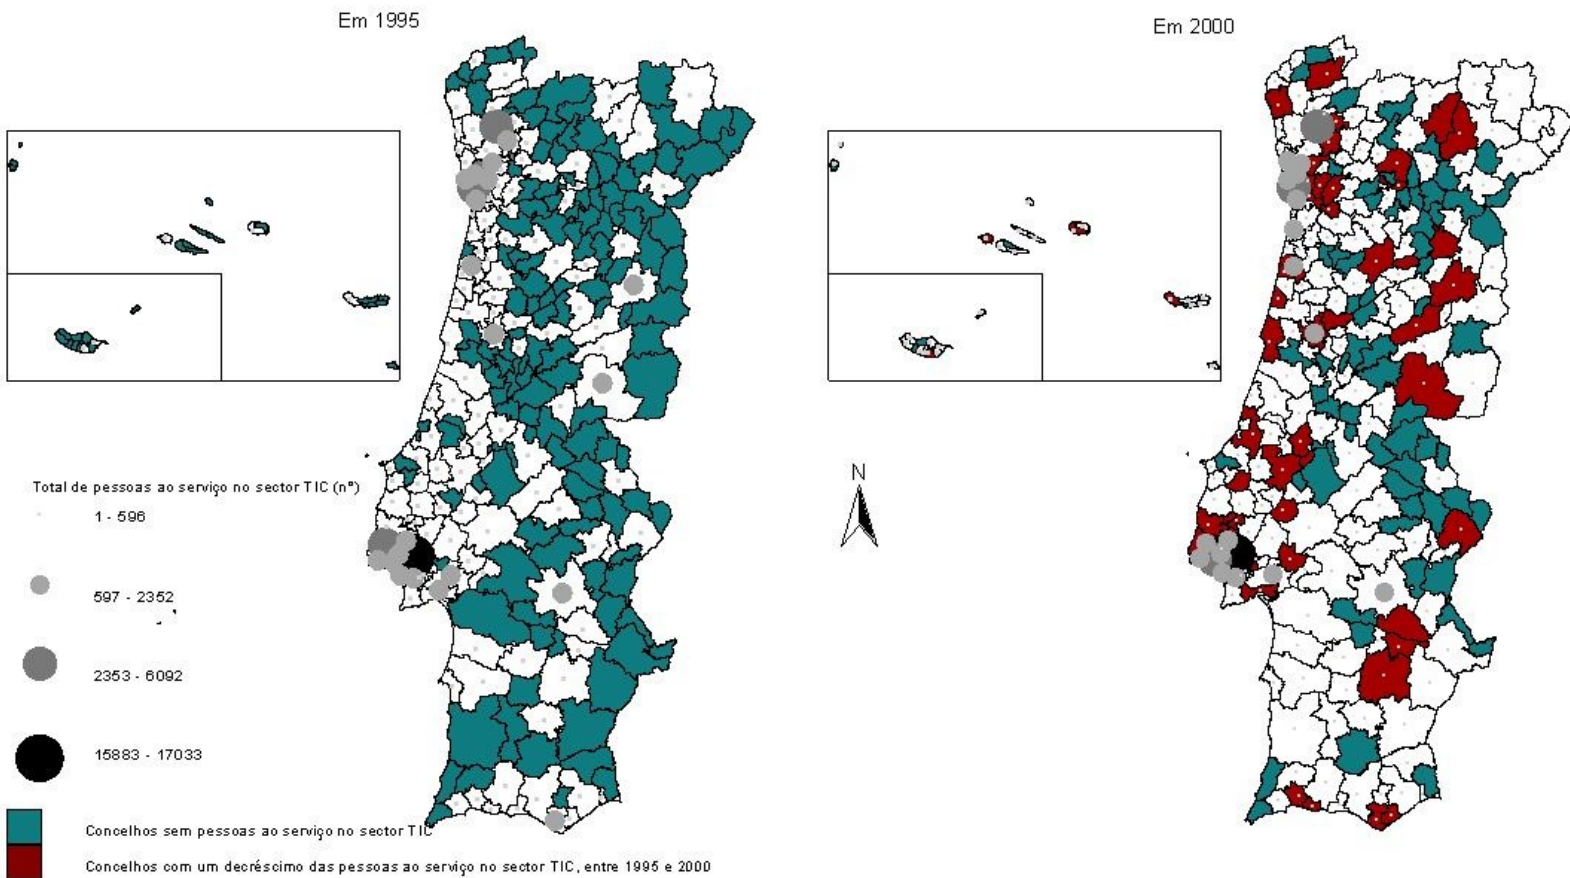 Em 1995
Em 2000
N
Total de pessoas ao serviço no sector TIC (nº)
1 - 596
597 - 2352
2353 - 6092
15883 - 17033
Concelhos sem pessoas ao serviço no sector TIC
Concelhos com um decréscimo das pessoas ao serviço no sector TIC, entre 1995 e 2000